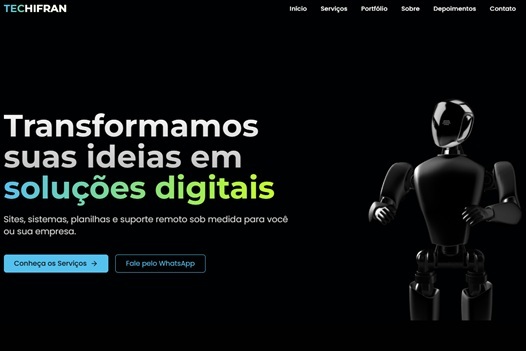 TECHIFRAN
Início Serviços Portfólio Sobre Depoimentos Contato
Transformamos
suas ideias em
soluções digitais
Sites, sistemas, planilhas e suporte remoto sob medida para você
ou sua empresa.
Conheça os Serviços →
Fale pelo WhatsApp